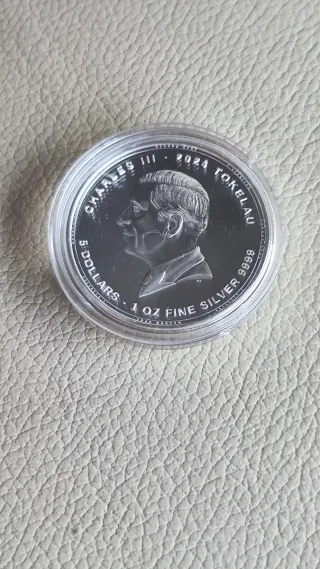 CHARLES III · 2024 TOKELAU
5 DOLLARS · 1 OZ FINE SILVER 9999